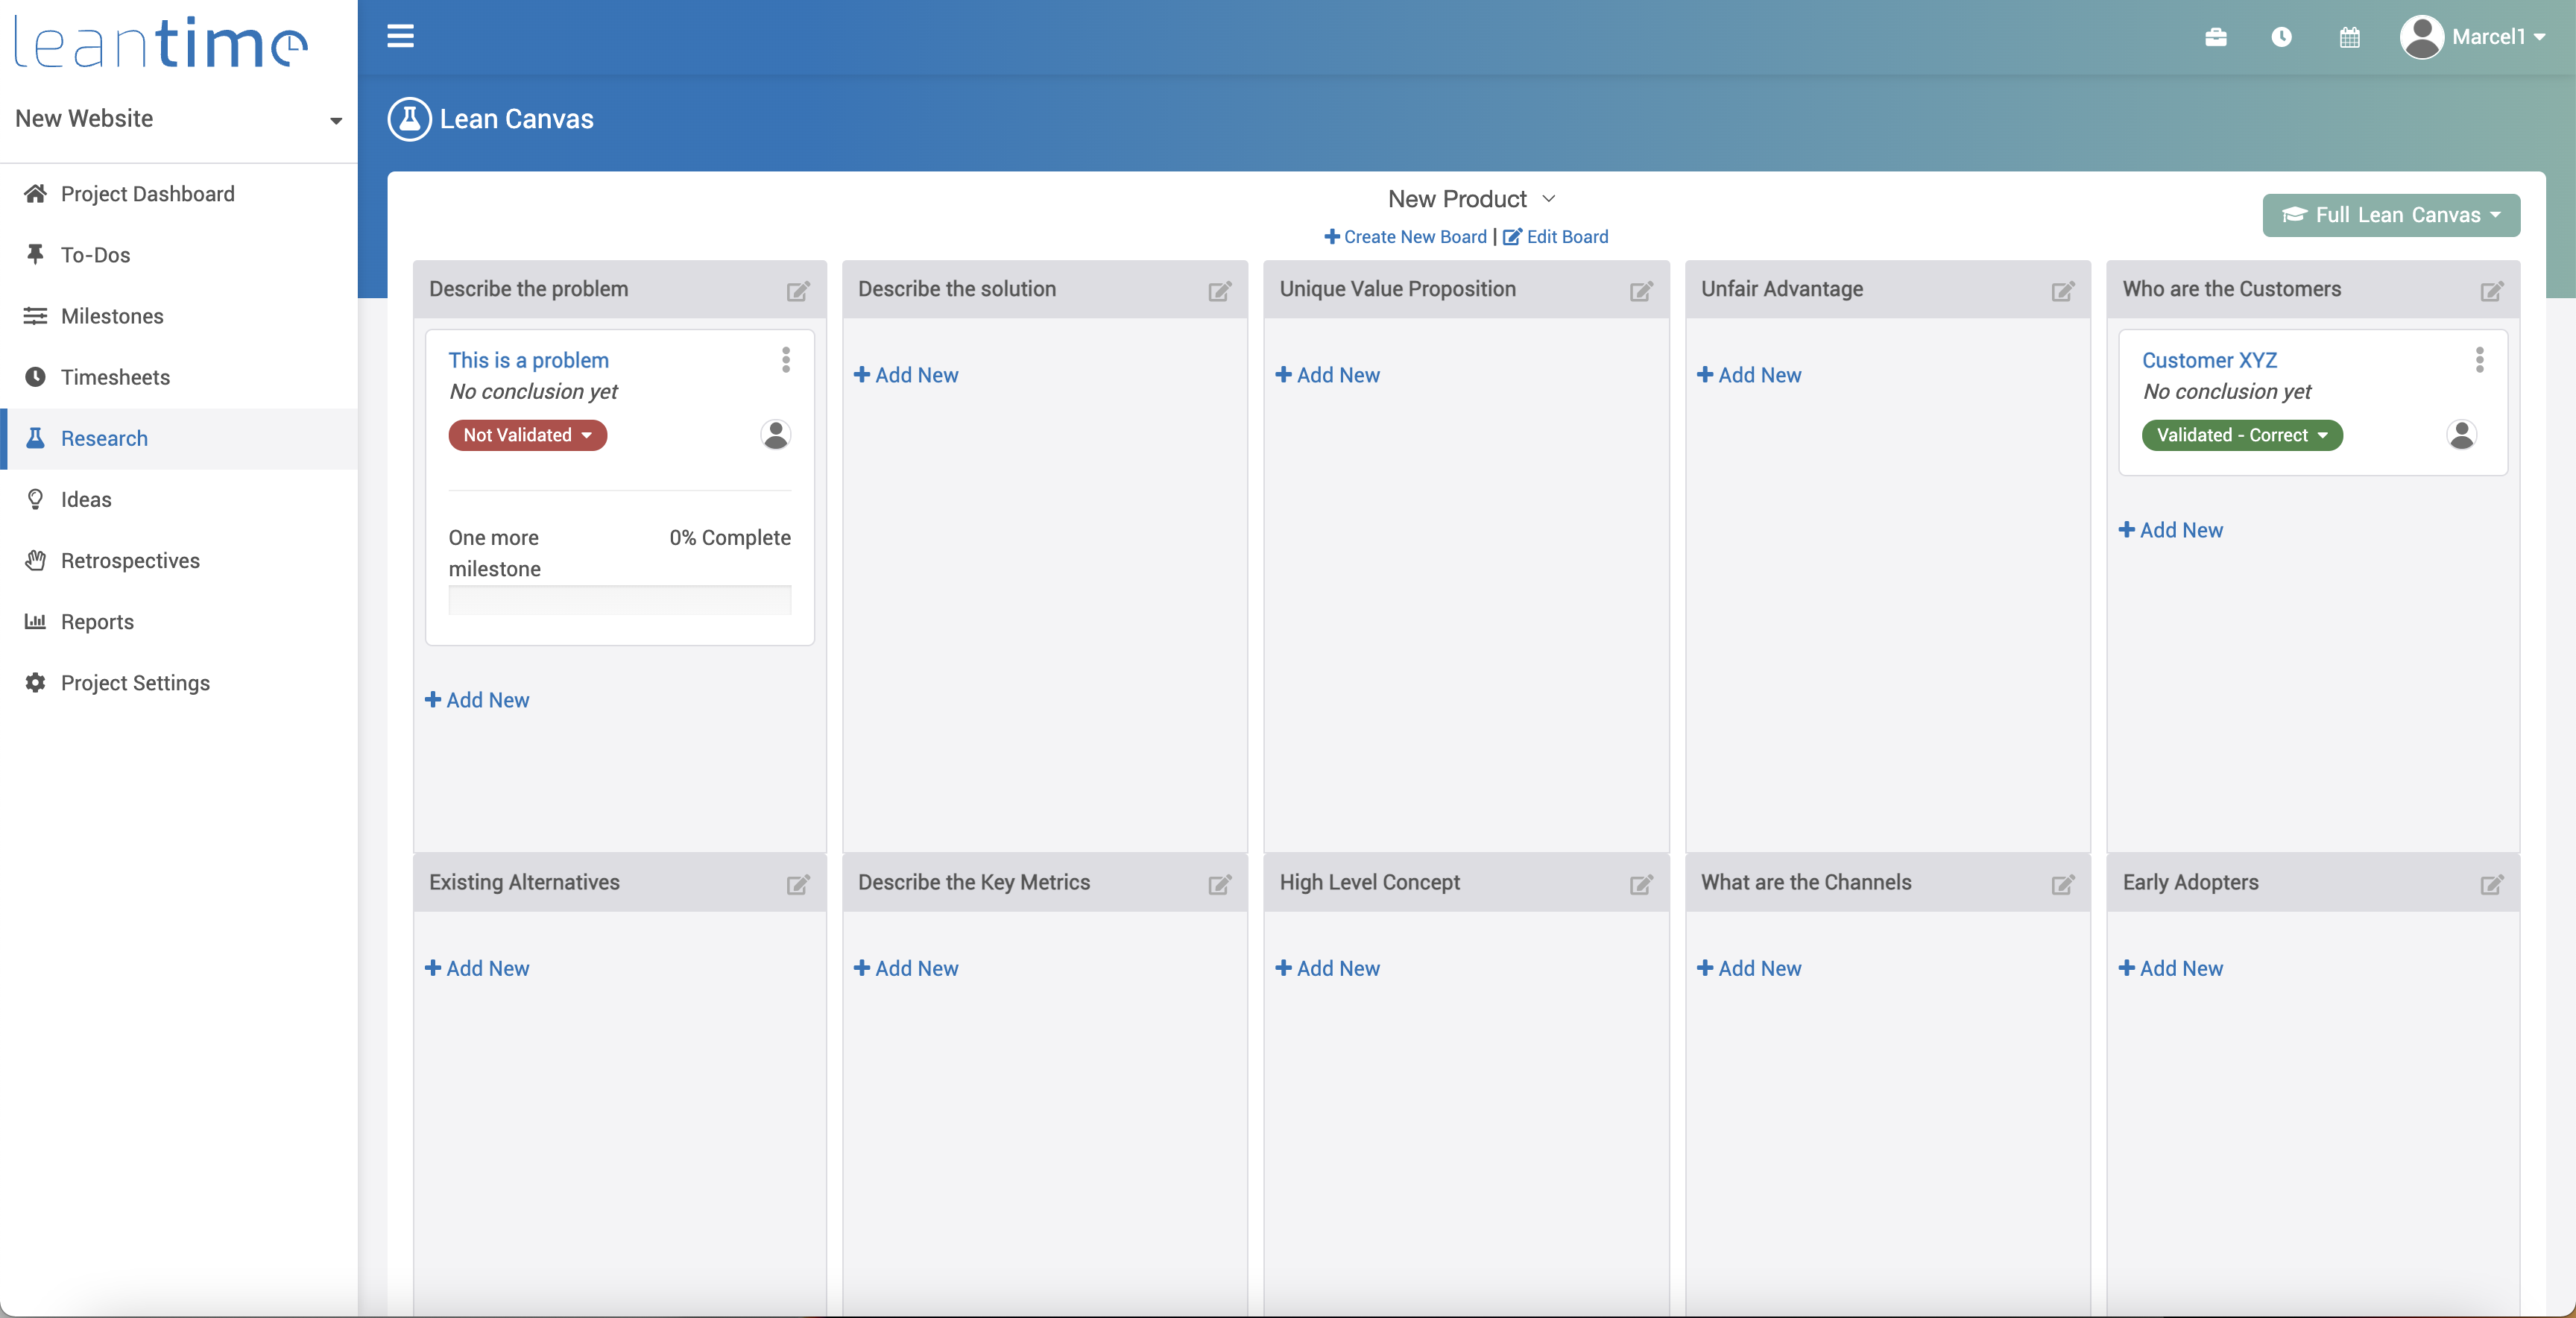 leantime
New Website
Project Dashboard
To-Dos
Milestones
Timesheets
Research
Ideas
Retrospectives
Reports
Project Settings
Marcel1
Lean Canvas
New Product
Create New Board | Edit Board
Full Lean Canvas
Describe the problem
This is a problem
No conclusion yet
Not Validated
One more
milestone
0% Complete
Add New
Describe the solution
Add New
Unique Value Proposition
Add New
Unfair Advantage
Add New
Who are the Customers
Customer XYZ
No conclusion yet
Validated - Correct
Add New
Existing Alternatives
Add New
Describe the Key Metrics
Add New
High Level Concept
Add New
What are the Channels
Add New
Early Adopters
Add New